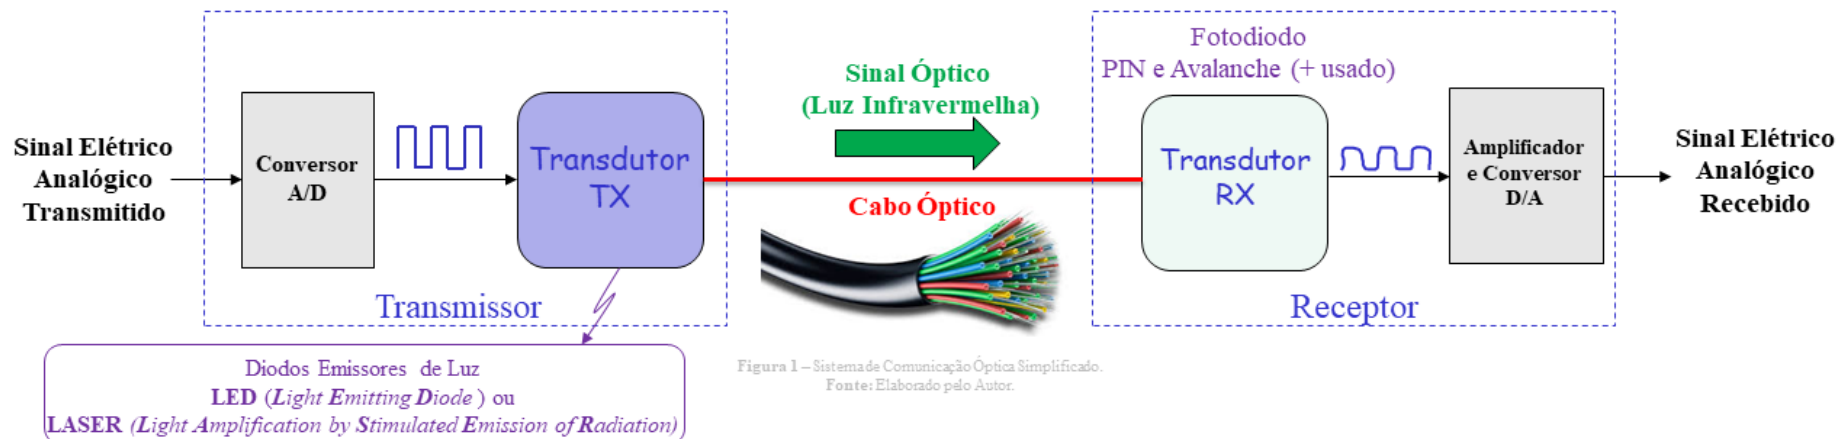 Sinal Elétrico
Analógico
Transmitido
Conversor
A/D
Transdutor
TX
Transmissor
Diodos Emissores de Luz
LED (Light Emitting Diode ) ou
LASER (Light Amplification by Stimulated Emission of Radiation)
Sinal Óptico
(Luz Infravermelha)
Cabo Óptico
Figura 1 – Sistema de Comunicação Óptica Simplificado.
Fonte: Elaborado pelo Autor.
Fotodiodo
PIN e Avalanche (+ usado)
Transdutor
RX
Amplificador
e Conversor
D/A
Receptor
Sinal Elétrico
Analógico
Recebido